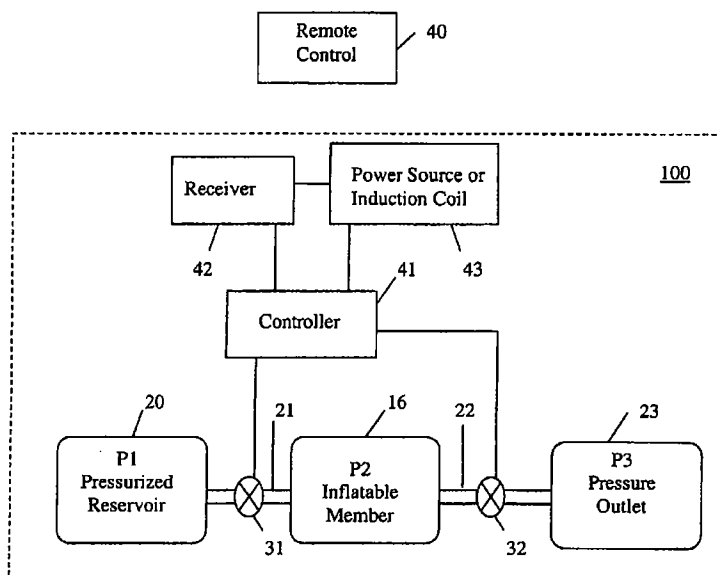 Remote
Control
40
100
Receiver
Power Source or
Induction Coil
42
41
43
Controller
20
21
16
22
23
P1
Pressurized
Reservoir
P2
Inflatable
Member
P3
Pressure
Outlet
31
32